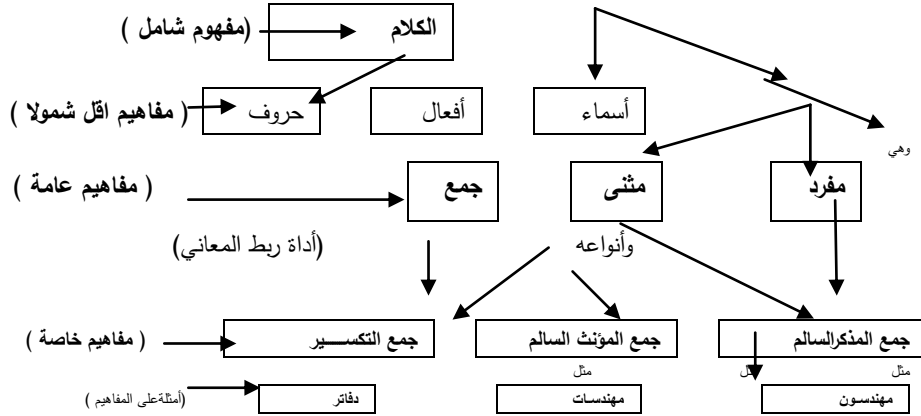 الكلام (مفهوم شامل )
أسماء أفعال حروف ( مفاهيم اقل شمولا )
وهي
مفرد مثنى جمع ( مفاهيم عامة )
وأنواعه (أداة ربط المعاني)
جمع المذكرالسالم جمع المؤنث السالم جمع التكســـير ( مفاهيم خاصة )
مثل مثل مثل
مهندسون مهندسات دفاتر (أمثلةعلى المفاهيم )